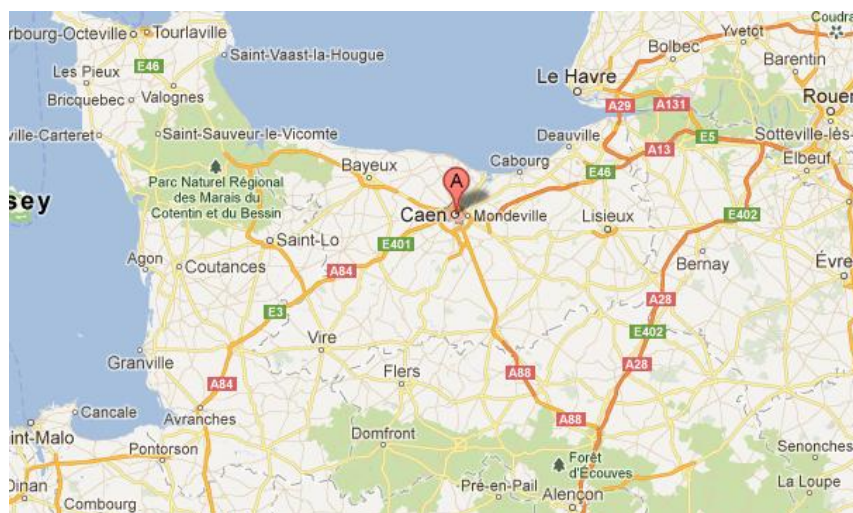 rbourg-Octeville
Tourlaville
Coudra
E46
Saint-Vaast-la-Hougue
Bolbec
Yvetot
Les Pieux
Barentin
Le Havre
Bricquebec
Valognes
A29
A131
Rouen
ville-Carteret
Saint-Sauveur-le-Vicomte
Deauville
A13
E5
Sotteville-lès-
Bayeux
Cabourg
E46
Elbeuf
Parc Naturel Régional
des Marais du
Cotentin et du Bessin
A
sey
Caen
Mondeville
Lisieux
E402
Saint-Lo
E401
Bernay
Agon
Coutances
A84
Évre
E3
A28
E402
Vire
Granville
A28
Flers
A88
A84
Cancale
Avranches
A88
int-Malo
Domfront
Pontorson
Forêt
d'Écouves
Senonches
Dinan
Pré-en-Pail
La Loupe
Combourg
Alençon